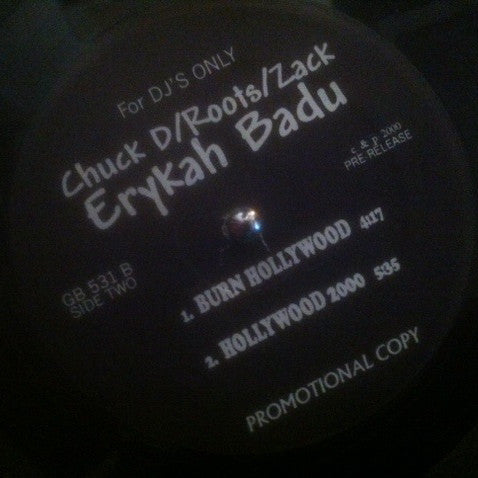 For DJ'S ONLY
Chuck D/Roots/Zack
Erykah Badu
c & p 2000
PRE RELEASE
GB 531 B
SIDE TWO
1. BURN HOLLYWOOD 4:17
2. HOLLYWOOD 2000 5:35
PROMOTIONAL COPY